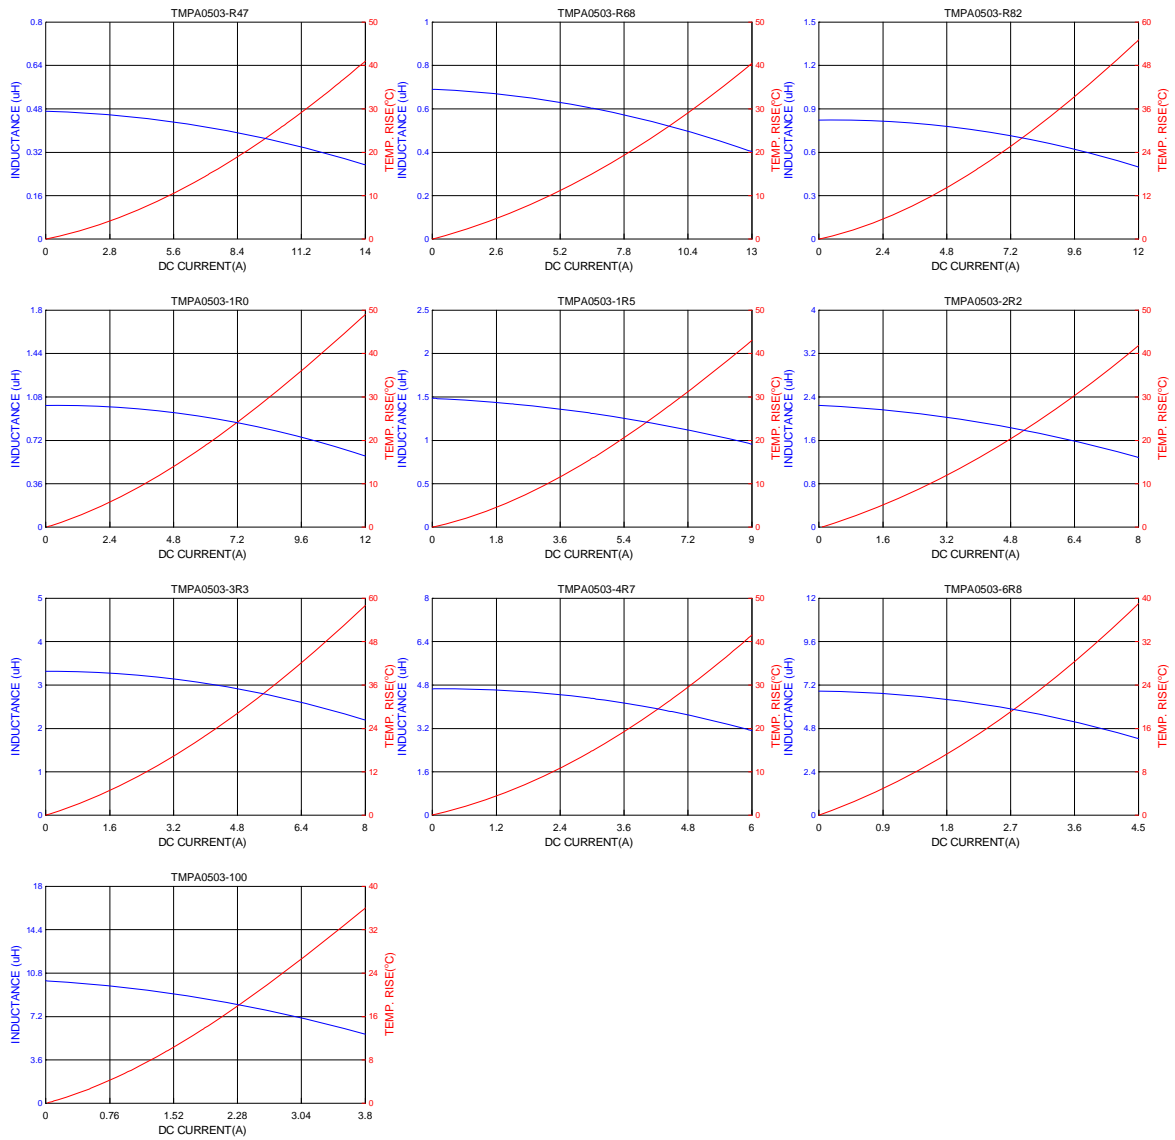 TMPA0503-R47
0.8
0.64
0.48
0.32
0.16
0
INDUCTANCE (uH)
50
40
30
20
10
0
TEMP. RISE(°C)
0 2.8 5.6 8.4 11.2 14
DC CURRENT(A)
TMPA0503-R68
1
0.8
0.6
0.4
0.2
0
INDUCTANCE (uH)
50
40
30
20
10
0
TEMP. RISE(°C)
0 2.6 5.2 7.8 10.4 13
DC CURRENT(A)
TMPA0503-R82
1.5
1.2
0.9
0.6
0.3
0
INDUCTANCE (uH)
60
48
36
24
12
0
TEMP. RISE(°C)
0 2.4 4.8 7.2 9.6 12
DC CURRENT(A)
TMPA0503-1R0
1.8
1.44
1.08
0.72
0.36
0
INDUCTANCE (uH)
50
40
30
20
10
0
TEMP. RISE(°C)
0 2.4 4.8 7.2 9.6 12
DC CURRENT(A)
TMPA0503-1R5
2.5
2
1.5
1
0.5
0
INDUCTANCE (uH)
50
40
30
20
10
0
TEMP. RISE(°C)
0 1.8 3.6 5.4 7.2 9
DC CURRENT(A)
TMPA0503-2R2
4
3.2
2.4
1.6
0.8
0
INDUCTANCE (uH)
50
40
30
20
10
0
TEMP. RISE(°C)
0 1.6 3.2 4.8 6.4 8
DC CURRENT(A)
TMPA0503-3R3
5
4
3
2
1
0
INDUCTANCE (uH)
60
48
36
24
12
0
TEMP. RISE(°C)
0 1.6 3.2 4.8 6.4 8
DC CURRENT(A)
TMPA0503-4R7
8
6.4
4.8
3.2
1.6
0
INDUCTANCE (uH)
50
40
30
20
10
0
TEMP. RISE(°C)
0 1.2 2.4 3.6 4.8 6
DC CURRENT(A)
TMPA0503-6R8
12
9.6
7.2
4.8
2.4
0
INDUCTANCE (uH)
40
32
24
16
8
0
TEMP. RISE(°C)
0 0.9 1.8 2.7 3.6 4.5
DC CURRENT(A)
TMPA0503-100
18
14.4
10.8
7.2
3.6
0
INDUCTANCE (uH)
40
32
24
16
8
0
TEMP. RISE(°C)
0 0.76 1.52 2.28 3.04 3.8
DC CURRENT(A)